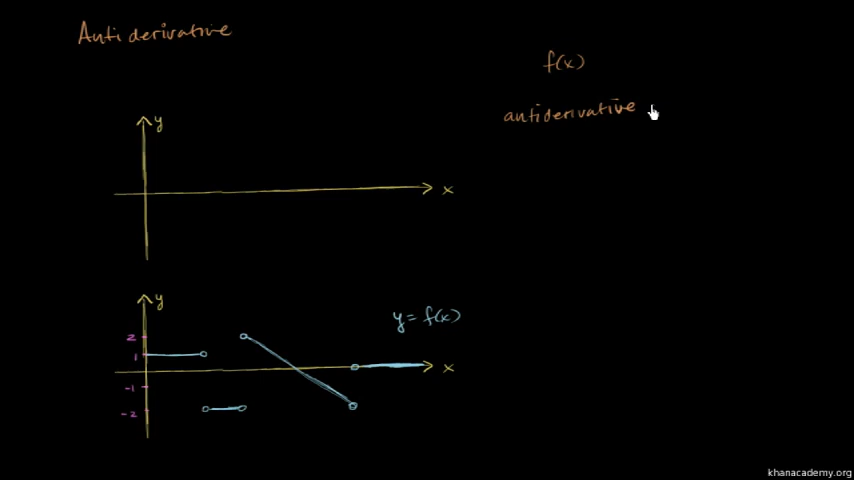 Antiderivative
f(x)
antiderivative
y
x
y
y = f(x)
2
1
x
-1
-2
khanacademy.org